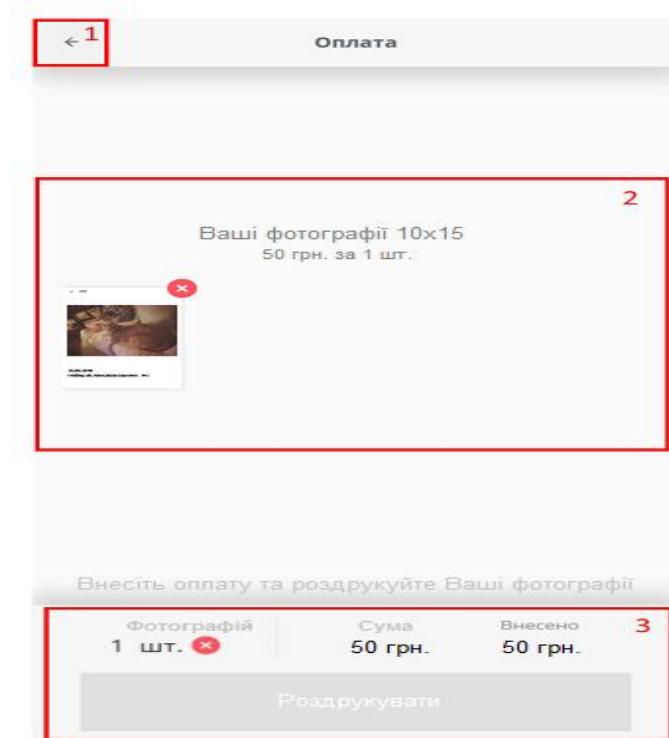 ← 1
Оплата
2
Ваші фотографії 10x15
50 грн. за 1 шт.
Внесіть оплату та роздрукуйте Ваші фотографії
Фотографій Сума Внесено 3
1 шт. 50 грн. 50 грн.
Роздрукувати